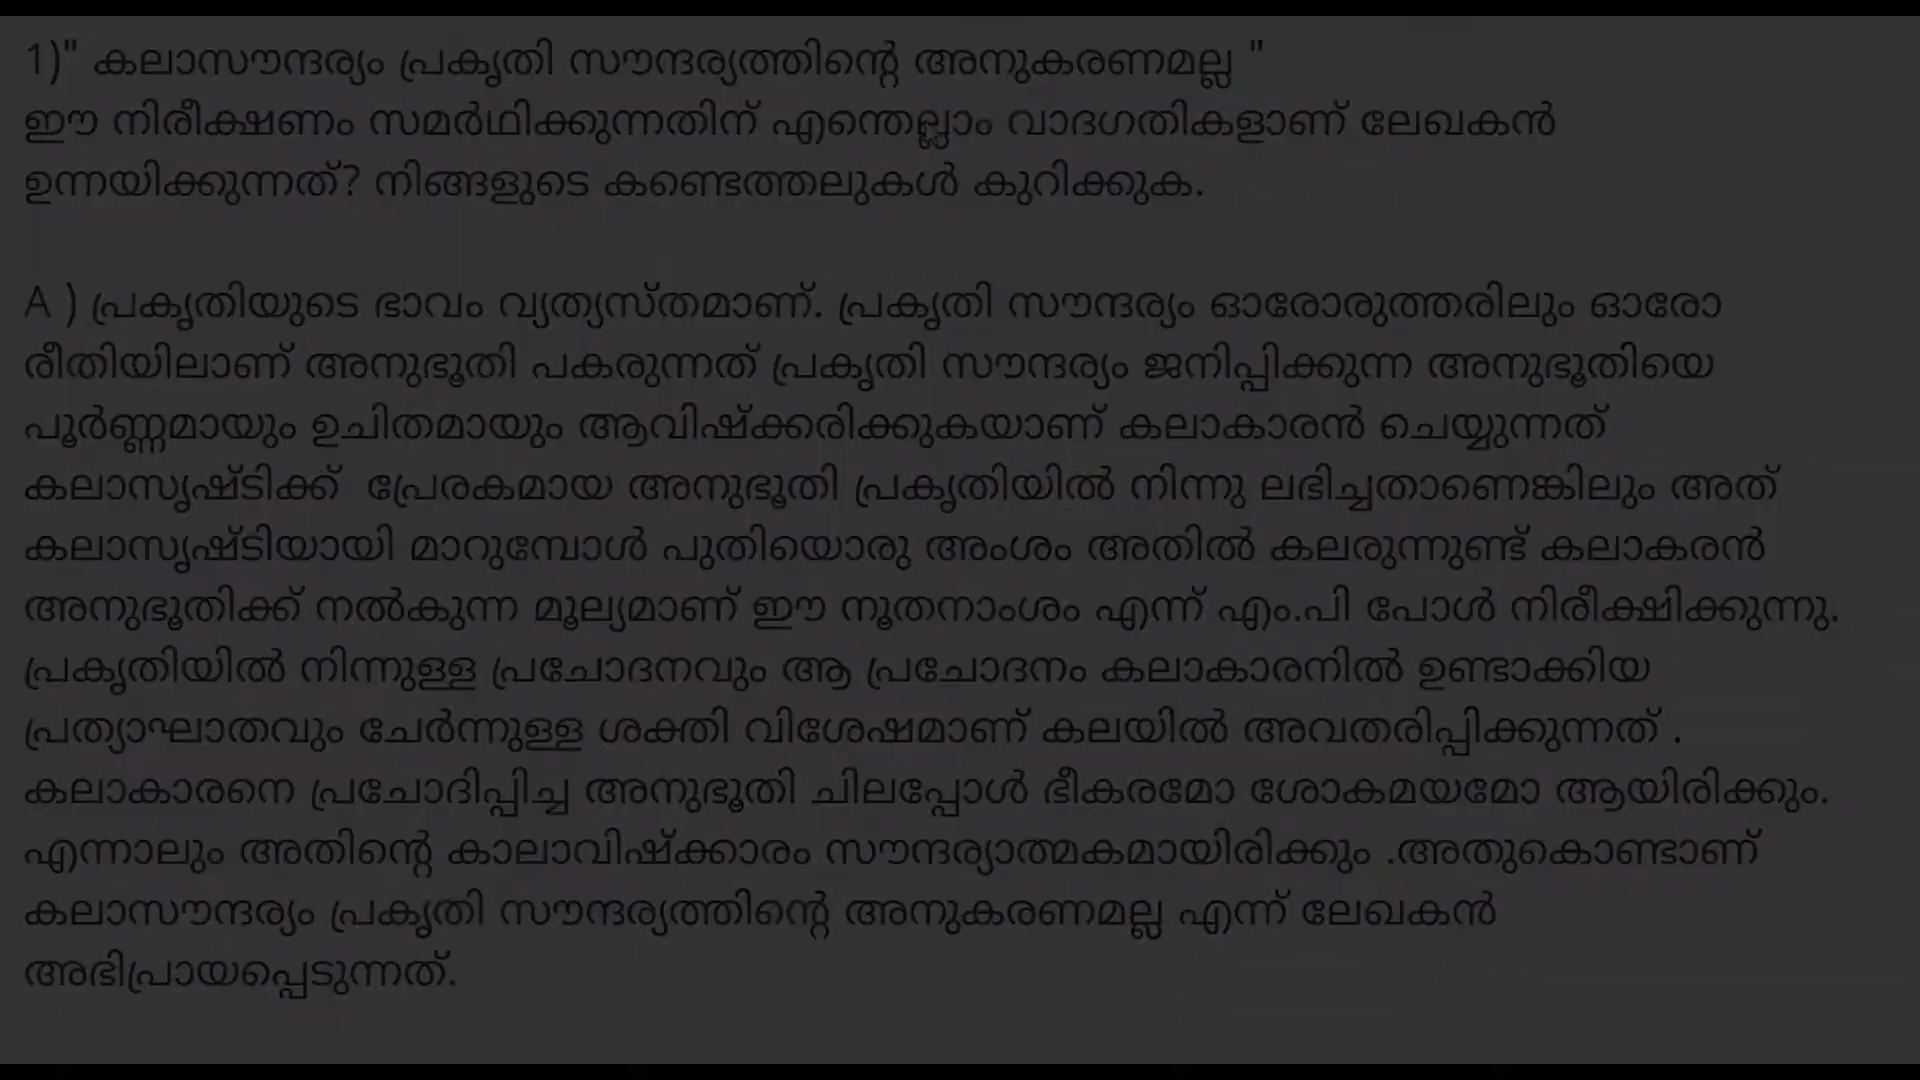 1)" കലാസൗന്ദര്യം പ്രകൃതി സൗന്ദര്യത്തിന്റെ അനുകരണമല്ല "
ഈ നിരീക്ഷണം സമർഥിക്കുന്നതിന് എന്തെല്ലാം വാദഗതികളാണ് ലേഖകൻ
ഉന്നയിക്കുന്നത്? നിങ്ങളുടെ കണ്ടെത്തലുകൾ കുറിക്കുക.
A ) പ്രകൃതിയുടെ ഭാവം വ്യത്യസ്തമാണ്. പ്രകൃതി സൗന്ദര്യം ഓരോരുത്തരിലും ഓരോ
രീതിയിലാണ് അനുഭൂതി പകരുന്നത് പ്രകൃതി സൗന്ദര്യം ജനിപ്പിക്കുന്ന അനുഭൂതിയെ
പൂർണ്ണമായും ഉചിതമായും ആവിഷ്ക്കരിക്കുകയാണ് കലാകാരൻ ചെയ്യുന്നത്
കലാസൃഷ്ടിക്ക്  പ്രേരകമായ അനുഭൂതി പ്രകൃതിയിൽ നിന്നു ലഭിച്ചതാണെങ്കിലും അത്
കലാസൃഷ്ടിയായി മാറുമ്പോൾ പുതിയൊരു അംശം അതിൽ കലരുന്നുണ്ട് കലാകരൻ
അനുഭൂതിക്ക് നൽകുന്ന മൂല്യമാണ് ഈ നൂതനാംശം എന്ന് എം.പി പോൾ നിരീക്ഷിക്കുന്നു.
പ്രകൃതിയിൽ നിന്നുള്ള പ്രചോദനവും ആ പ്രചോദനം കലാകാരനിൽ ഉണ്ടാക്കിയ
പ്രത്യാഘാതവും ചേർന്നുള്ള ശക്തി വിശേഷമാണ് കലയിൽ അവതരിപ്പിക്കുന്നത് .
കലാകാരനെ പ്രചോദിപ്പിച്ച അനുഭൂതി ചിലപ്പോൾ ഭീകരമോ ശോകമയമോ ആയിരിക്കും.
എന്നാലും അതിന്റെ കാലാവിഷ്ക്കാരം സൗന്ദര്യാത്മകമായിരിക്കും .അതുകൊണ്ടാണ്
കലാസൗന്ദര്യം പ്രകൃതി സൗന്ദര്യത്തിന്റെ അനുകരണമല്ല എന്ന് ലേഖകൻ
അഭിപ്രായപ്പെടുന്നത്.